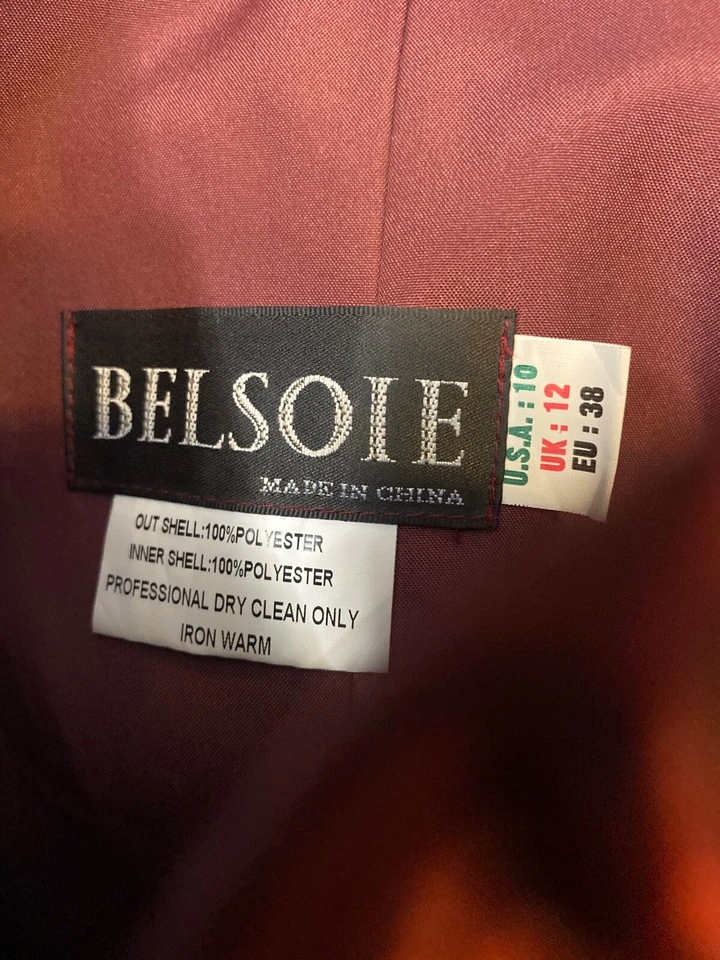 BELSOIE
MADE IN CHINA
U.S.A. : 10
UK : 12
EU : 38
OUT SHELL:100%POLYESTER
INNER SHELL:100%POLYESTER
PROFESSIONAL DRY CLEAN ONLY
IRON WARM